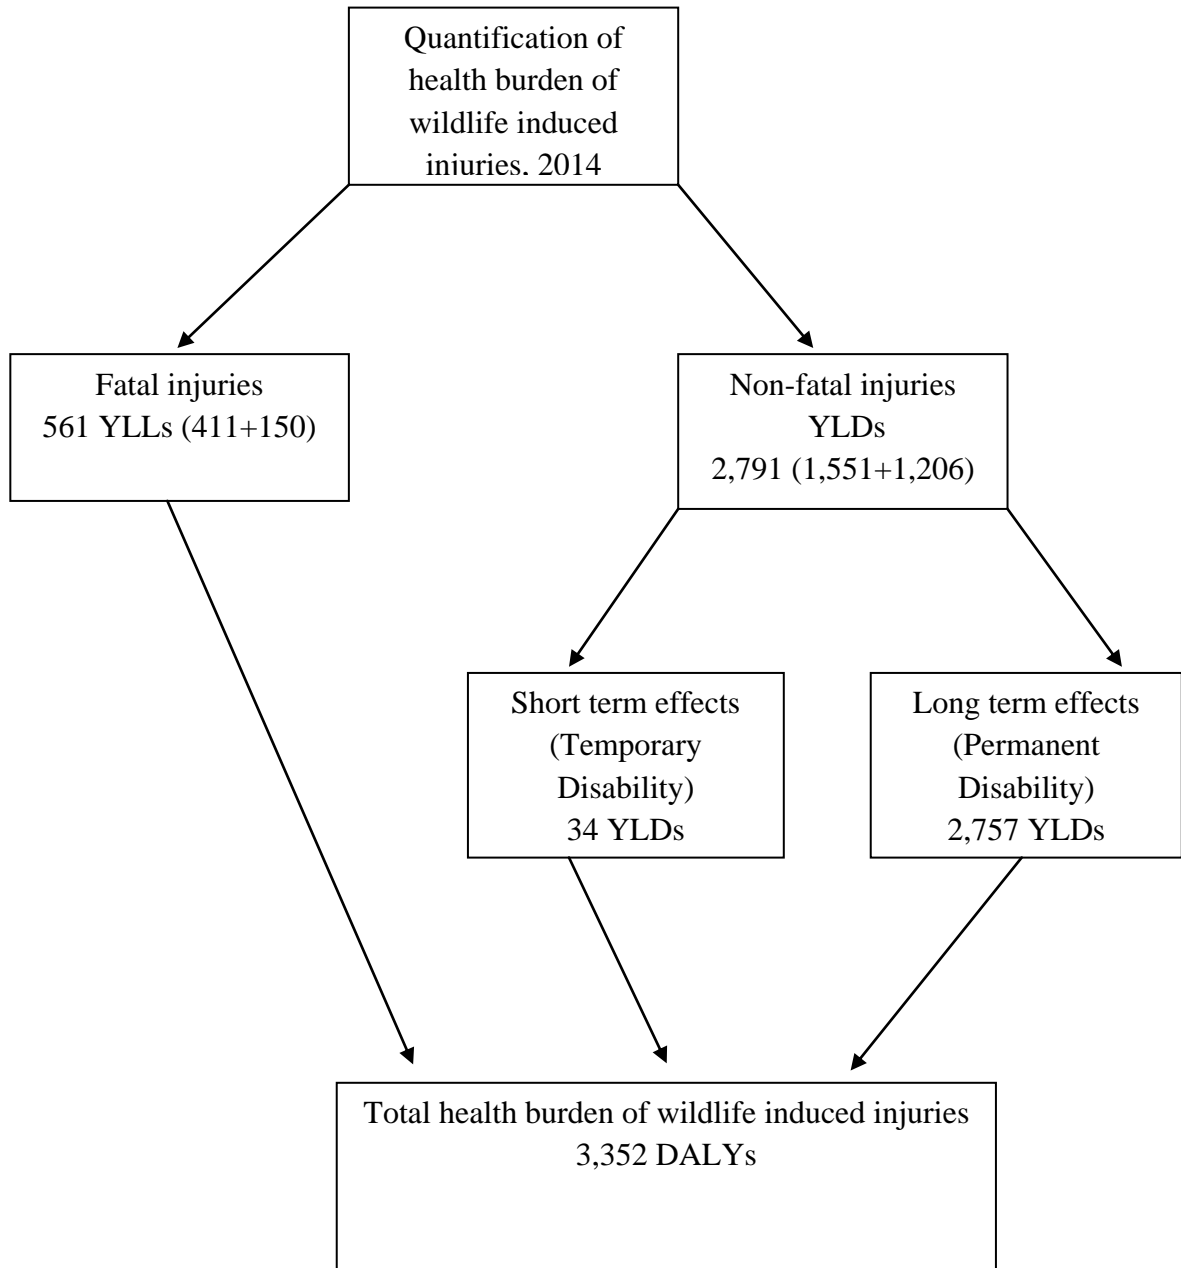 Quantification of
health burden of
wildlife induced
injuries, 2014
Fatal injuries
561 YLLs (411+150)
Non-fatal injuries
YLDs
2,791 (1,551+1,206)
Short term effects
(Temporary
Disability)
34 YLDs
Long term effects
(Permanent
Disability)
2,757 YLDs
Total health burden of wildlife induced injuries
3,352 DALYs